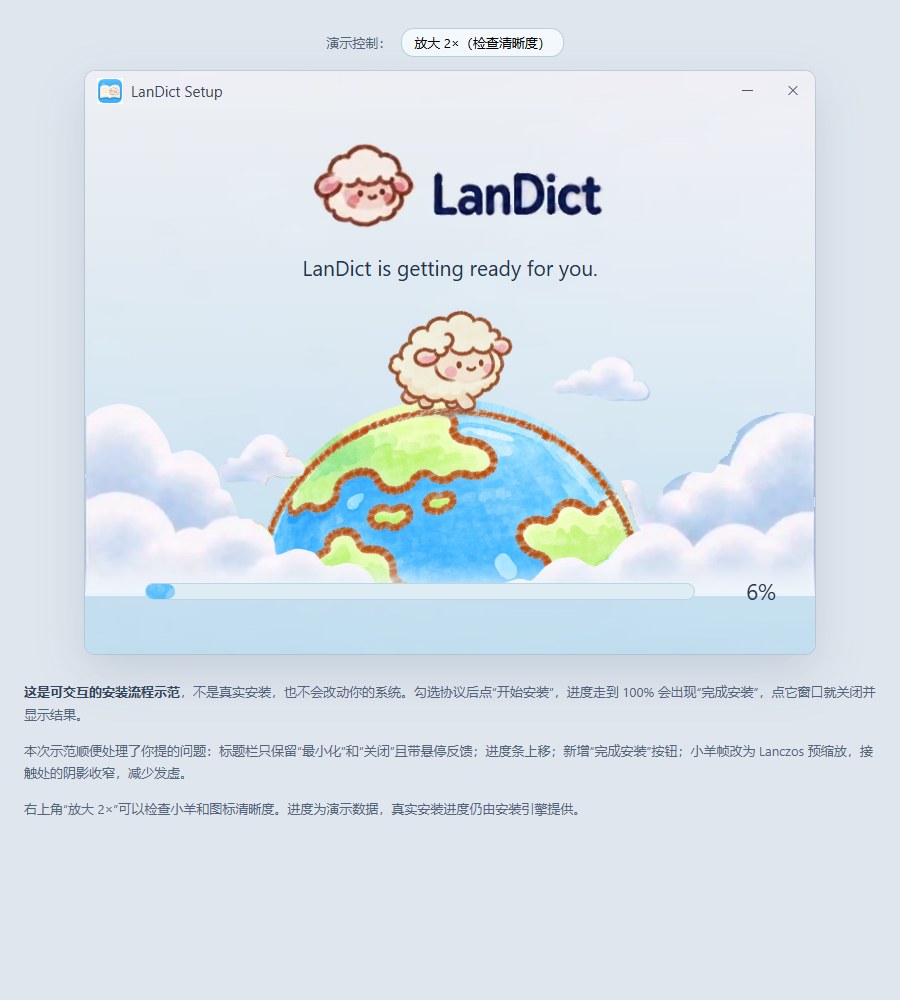 演示控制：
放大 2×（检查清晰度）
LanDict Setup
LanDict
LanDict is getting ready for you.
6%
这是可交互的安装流程示范，不是真实安装，也不会改动你的系统。勾选协议后点“开始安装”，进度走到 100% 会出现“完成安装”，点它窗口就关闭并
显示结果。
本次示范顺便处理了你提的问题：标题栏只保留“最小化”和“关闭”且带悬停反馈；进度条上移；新增“完成安装”按钮；小羊帧改为 Lanczos 预缩放，接
触处的阴影收窄，减少发虚。
右上角“放大 2×”可以检查小羊和图标清晰度。进度为演示数据，真实安装进度仍由安装引擎提供。